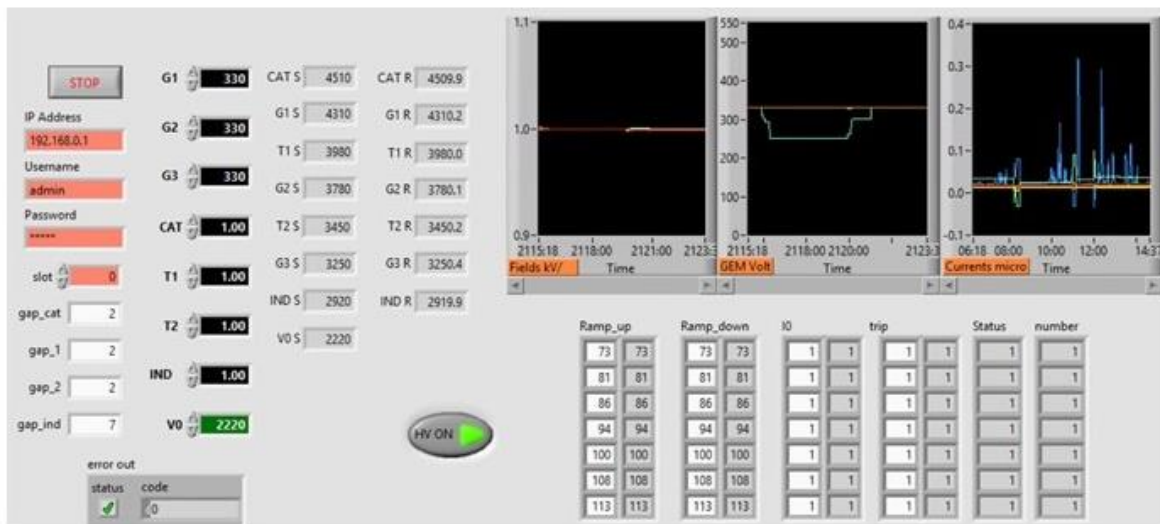 STOP
IP Address
192.168.0.1
Username
admin
Password
*****
slot 0
gap_cat 2
gap_1 2
gap_2 2
gap_ind 7
G1 330
G2 330
G3 330
CAT 1.00
T1 1.00
T2 1.00
IND 1.00
V0 2220
CAT S 4510
G1 S 4310
T1 S 3980
G2 S 3780
T2 S 3450
G3 S 3250
IND S 2920
V0 S 2220
CAT R 4509.9
G1 R 4310.2
T1 R 3980.0
G2 R 3780.1
T2 R 3450.2
G3 R 3250.4
IND R 2919.9
HV ON
error out
status code
0
1.1
1.0
0.9
2115:18 2118:00 2121:00 2123:
Fields kV/ Time
550
500
400
300
200
100
0
2115:18 2118:00 2120:00 2123:3
GEM Volt Time
0.4
0.3
0.2
0.1
0.0
-0.1
06:18 08:00 10:00 12:00 14:37
Currents micro Time
Ramp_up Ramp_down I0 trip Status number
73 73 73 73 1 1 1 1 1 1
81 81 81 81 1 1 1 1 1 1
86 86 86 86 1 1 1 1 1 1
94 94 94 94 1 1 1 1 1 1
100 100 100 100 1 1 1 1 1 1
108 108 108 108 1 1 1 1 1 1
113 113 113 113 1 1 1 1 1 1